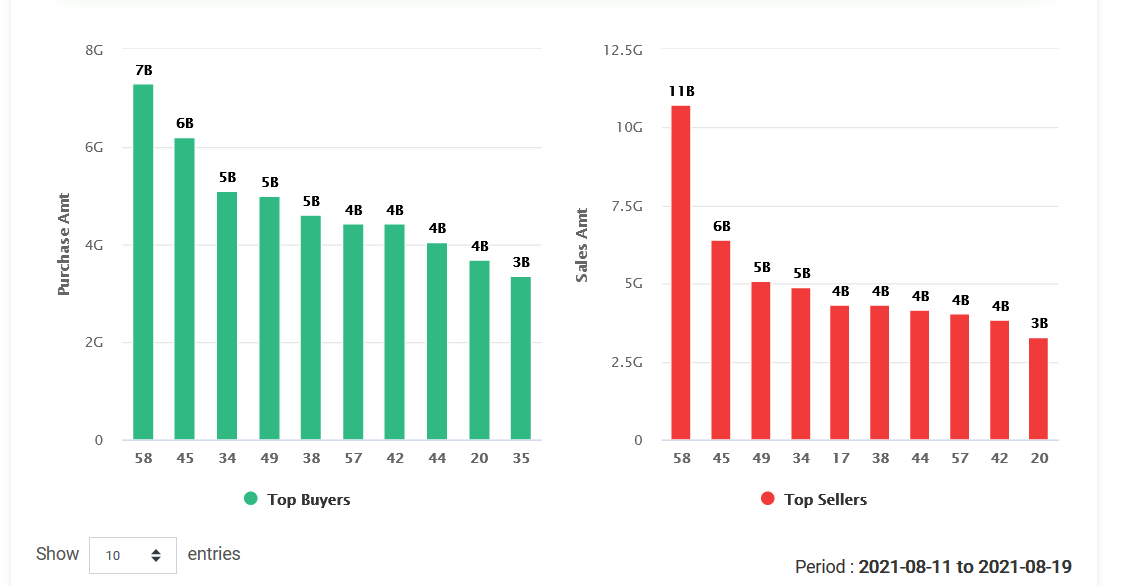 8G
6G
4G
2G
0
Purchase Amt
7B
6B
5B
5B
5B
4B
4B
4B
4B
3B
58 45 34 49 38 57 42 44 20 35
Top Buyers
12.5G
10G
7.5G
5G
2.5G
0
Sales Amt
11B
6B
5B
5B
4B
4B
4B
4B
4B
3B
58 45 49 34 17 38 44 57 42 20
Top Sellers
Show 10 entries
Period : 2021-08-11 to 2021-08-19